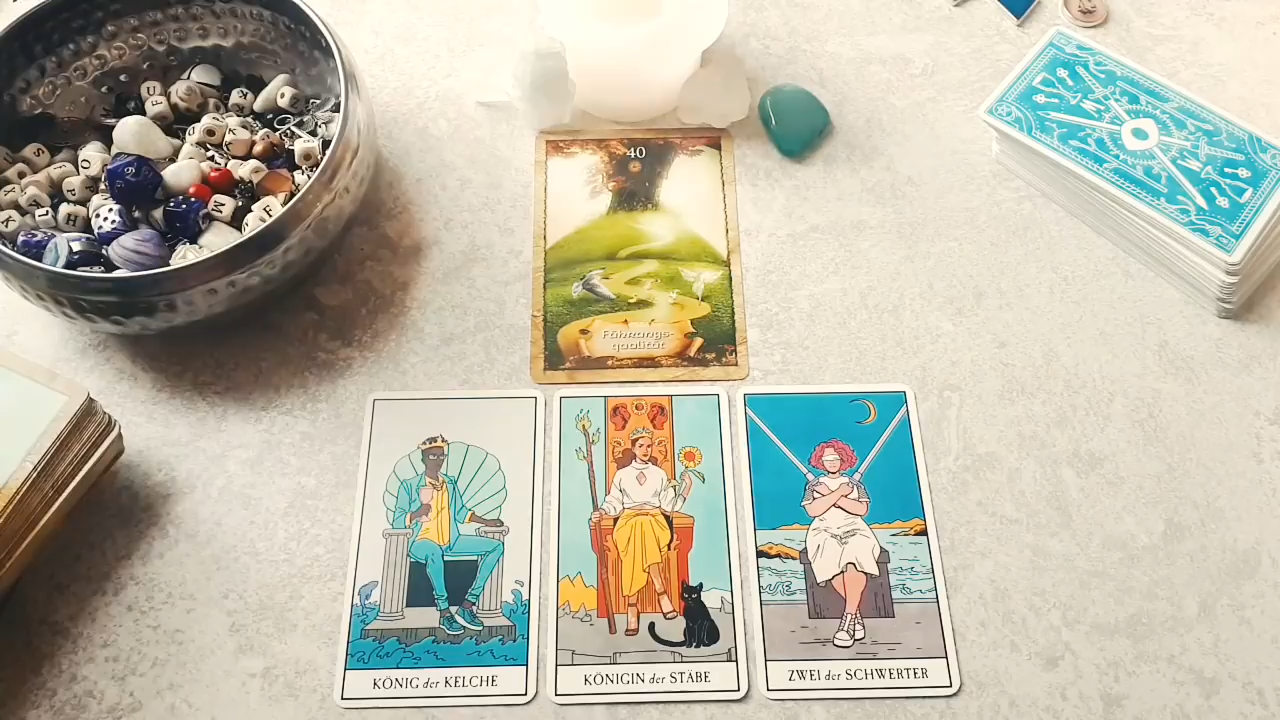 40
Führungs-
qualität
KÖNIG der KELCHE
KÖNIGIN der STÄBE
ZWEI der SCHWERTER